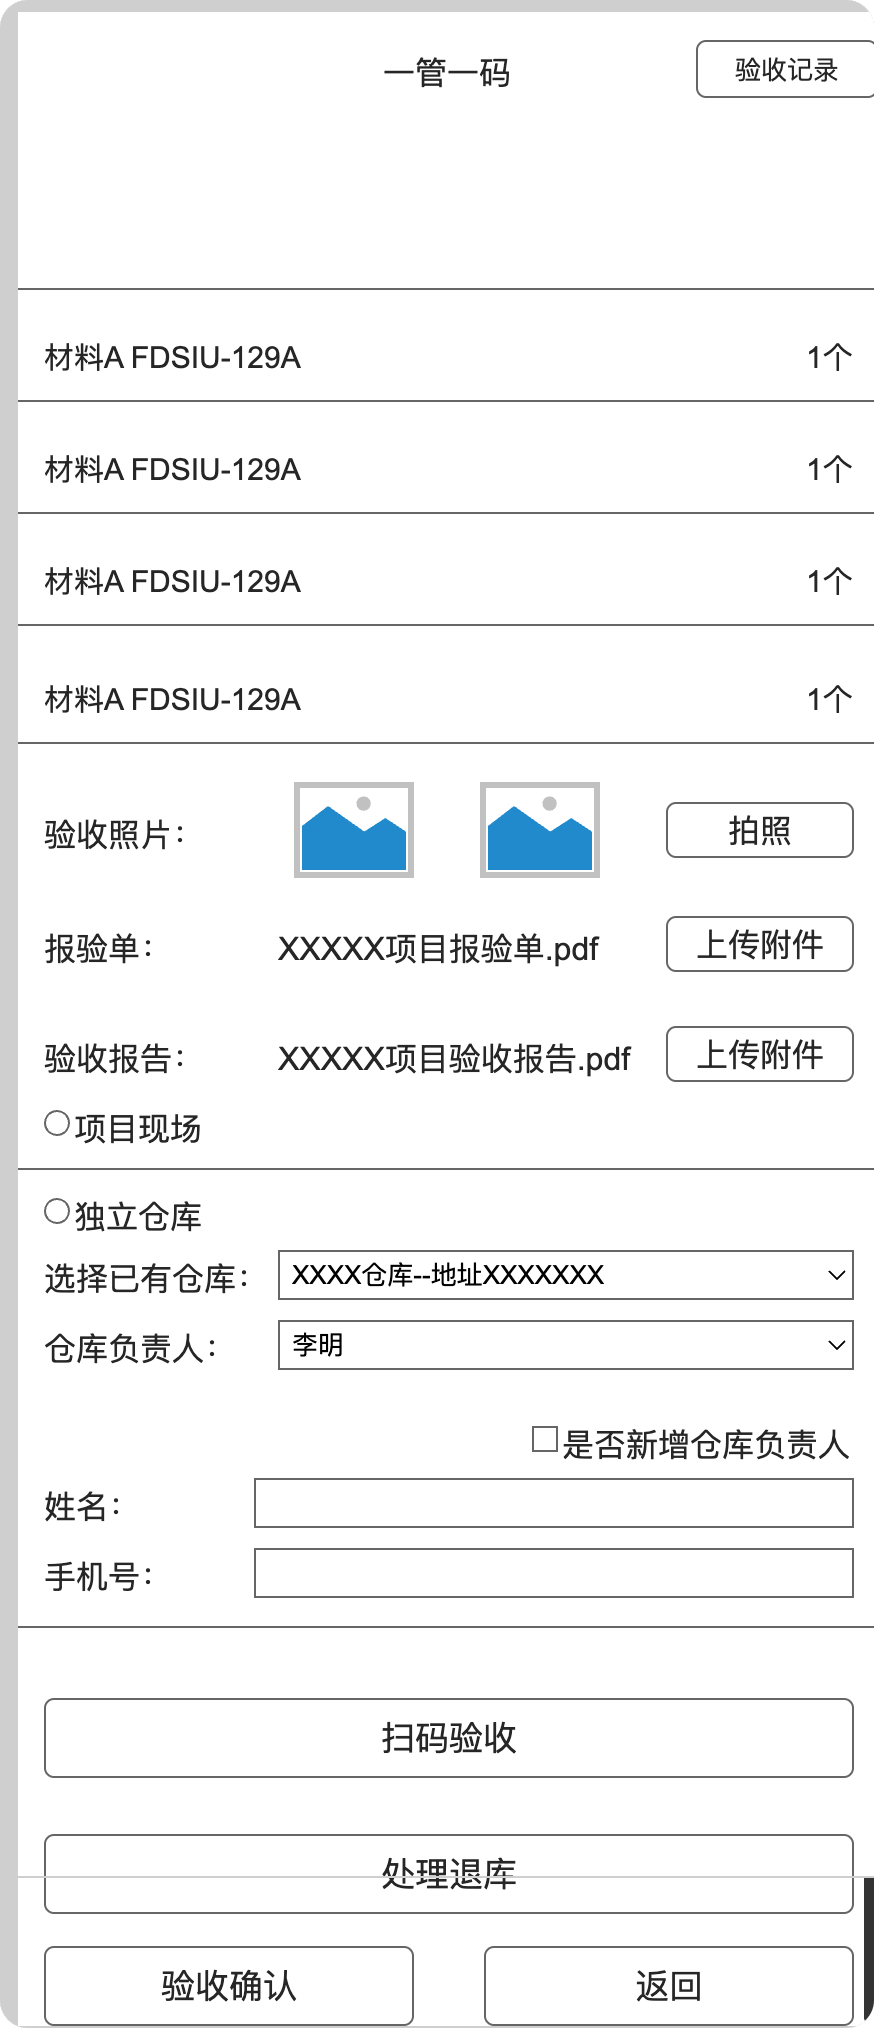 一管一码
验收记录
材料A FDSIU-129A 1个
材料A FDSIU-129A 1个
材料A FDSIU-129A 1个
材料A FDSIU-129A 1个
验收照片： 拍照
报验单： XXXXX项目报验单.pdf 上传附件
验收报告： XXXXX项目验收报告.pdf 上传附件
项目现场
独立仓库
选择已有仓库： XXXX仓库--地址XXXXXXX
仓库负责人： 李明
是否新增仓库负责人
姓名：
手机号：
扫码验收
处理退库
验收确认 返回